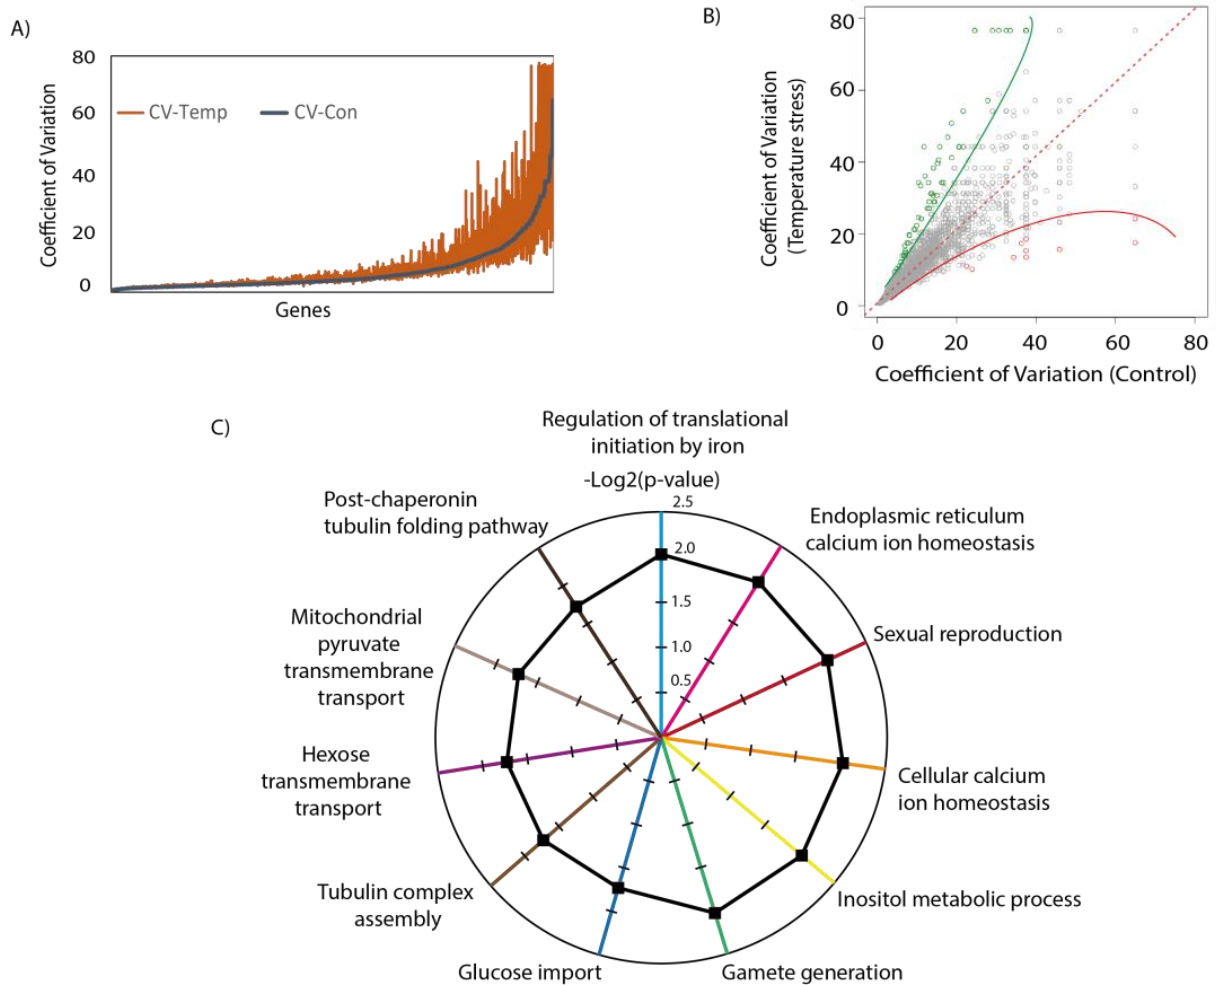 A)
Coefficient of Variation
80
60
40
20
0
CV-Temp
CV-Con
Genes
B)
Coefficient of Variation
(Temperature stress)
80
60
40
20
0
0 20 40 60 80
Coefficient of Variation (Control)
C)
Regulation of translational
initiation by iron
-Log2(p-value)
2.5
2.0
1.5
1.0
0.5
Endoplasmic reticulum
calcium ion homeostasis
Sexual reproduction
Cellular calcium
ion homeostasis
Inositol metabolic process
Gamete generation
Glucose import
Tubulin complex
assembly
Hexose
transmembrane
transport
Mitochondrial
pyruvate
transmembrane
transport
Post-chaperonin
tubulin folding pathway